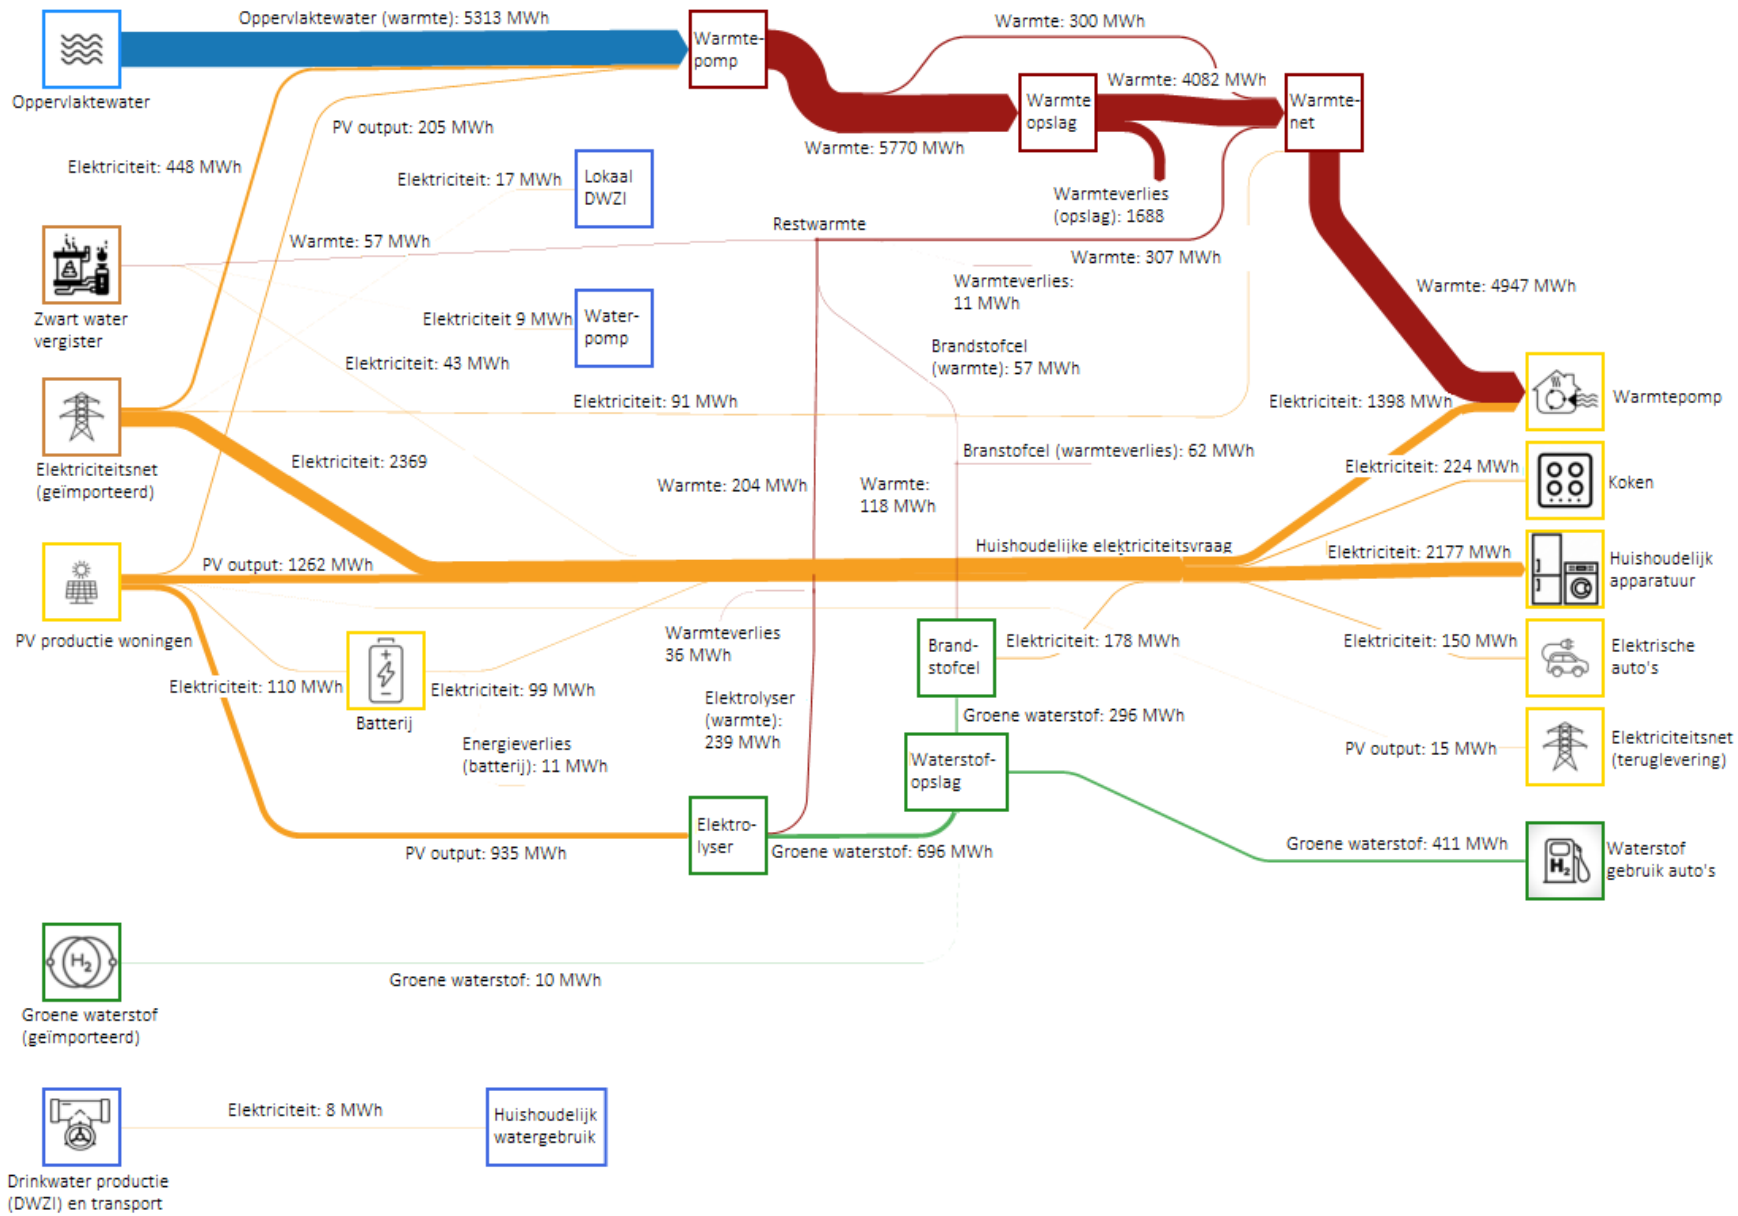 Oppervlaktewater (warmte): 5313 MWh
Warmte: 300 MWh
Warmte-
pomp
Warmte: 4082 MWh
Oppervlaktewater
Warmte
opslag
Warmte-
net
PV output: 205 MWh
Warmte: 5770 MWh
Elektriciteit: 448 MWh
Elektriciteit: 17 MWh
Lokaal
DWZI
Warmteverlies
(opslag): 1688
Restwarmte
Warmte: 57 MWh
Warmte: 307 MWh
Warmteverlies:
11 MWh
Warmte: 4947 MWh
Zwart water
vergister
Elektriciteit 9 MWh
Water-
pomp
Elektriciteit: 43 MWh
Brandstofcel
(warmte): 57 MWh
Elektriciteit: 91 MWh
Elektriciteit: 1398 MWh
Warmtepomp
Elektriciteitsnet
(geïmporteerd)
Elektriciteit: 2369
Branstofcel (warmteverlies): 62 MWh
Warmte: 204 MWh
Warmte:
118 MWh
Elektriciteit: 224 MWh
Koken
Huishoudelijke elektriciteitsvraag
PV output: 1262 MWh
Elektriciteit: 2177 MWh
Huishoudelijk
apparatuur
PV productie woningen
Warmteverlies
36 MWh
Brand-
stofcel
Elektriciteit: 178 MWh
Elektriciteit: 150 MWh
Elektrische
auto's
Elektriciteit: 110 MWh
Elektriciteit: 99 MWh
Batterij
Elektrolyser
(warmte):
239 MWh
Groene waterstof: 296 MWh
Energieverlies
(batterij): 11 MWh
Waterstof-
opslag
PV output: 15 MWh
Elektriciteitsnet
(teruglevering)
Elektro-
lyser
PV output: 935 MWh
Groene waterstof: 696 MWh
Groene waterstof: 411 MWh
H2
Waterstof
gebruik auto's
H2
Groene waterstof: 10 MWh
Groene waterstof
(geïmporteerd)
Elektriciteit: 8 MWh
Huishoudelijk
watergebruik
Drinkwater productie
(DWZI) en transport